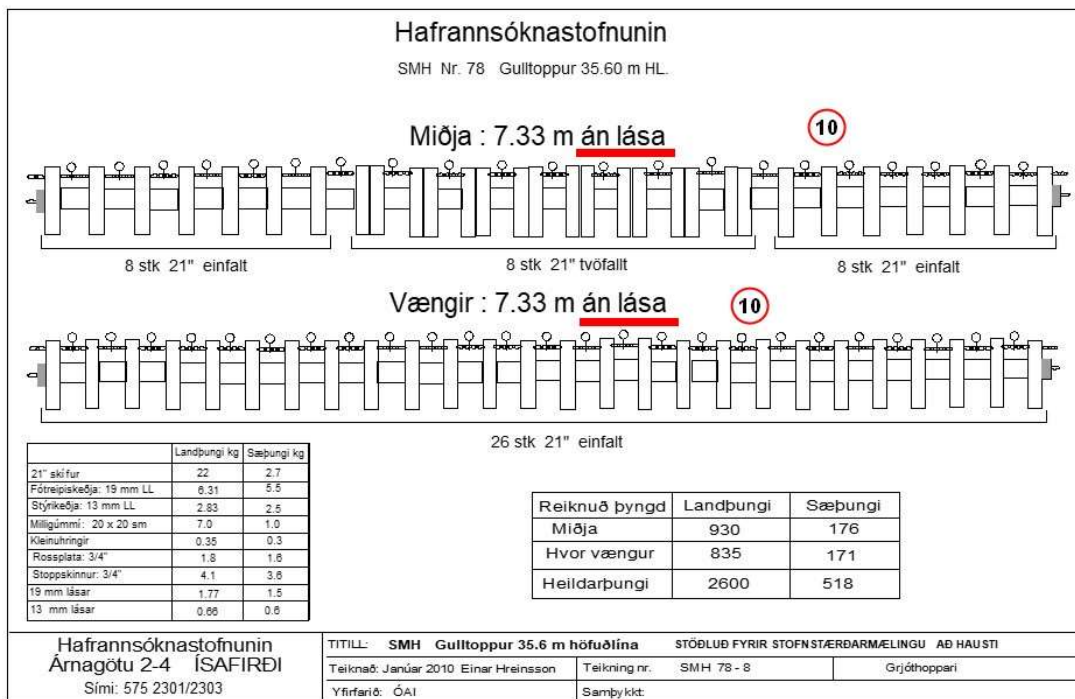 Hafrannsóknastofnunin
SMH Nr. 78 Gulltoppur 35.60 m HL.
Miðja : 7.33 m án lása
10
8 stk 21" einfalt
8 stk 21" tvöfallt
8 stk 21" einfalt
Vængir : 7.33 m án lása
10
26 stk 21" einfalt
Landþungi kg Sæþungi kg
21" skífur 22 2.7
Fótreipiskeðja: 19 mm LL 6.31 5.5
Stýrikeðja: 13 mm LL 2.83 2.5
Milligúmmí: 20 x 20 sm 7.0 1.0
Kleinuhringir 0.35 0.3
Rossplata: 3/4" 1.8 1.6
Stoppskinnur: 3/4" 4.1 3.6
19 mm lásar 1.77 1.5
13 mm lásar 0.66 0.6
Reiknuð þyngd Landþungi Sæþungi
Miðja 930 176
Hvor vængur 835 171
Heildarþungi 2600 518
Hafrannsóknastofnunin
Árnagötu 2-4 ÍSAFIRÐI
Sími: 575 2301/2303
TITILL: SMH Gulltoppur 35.6 m höfuðlína STÖÐLUÐ FYRIR STOFNSTÆRÐARMÆLINGU AÐ HAUSTI
Teiknað: Janúar 2010 Einar Hreinsson Teikning nr. SMH 78 - 8 Grjóthoppari
Yfirfarið: ÓAI Samþykkt: